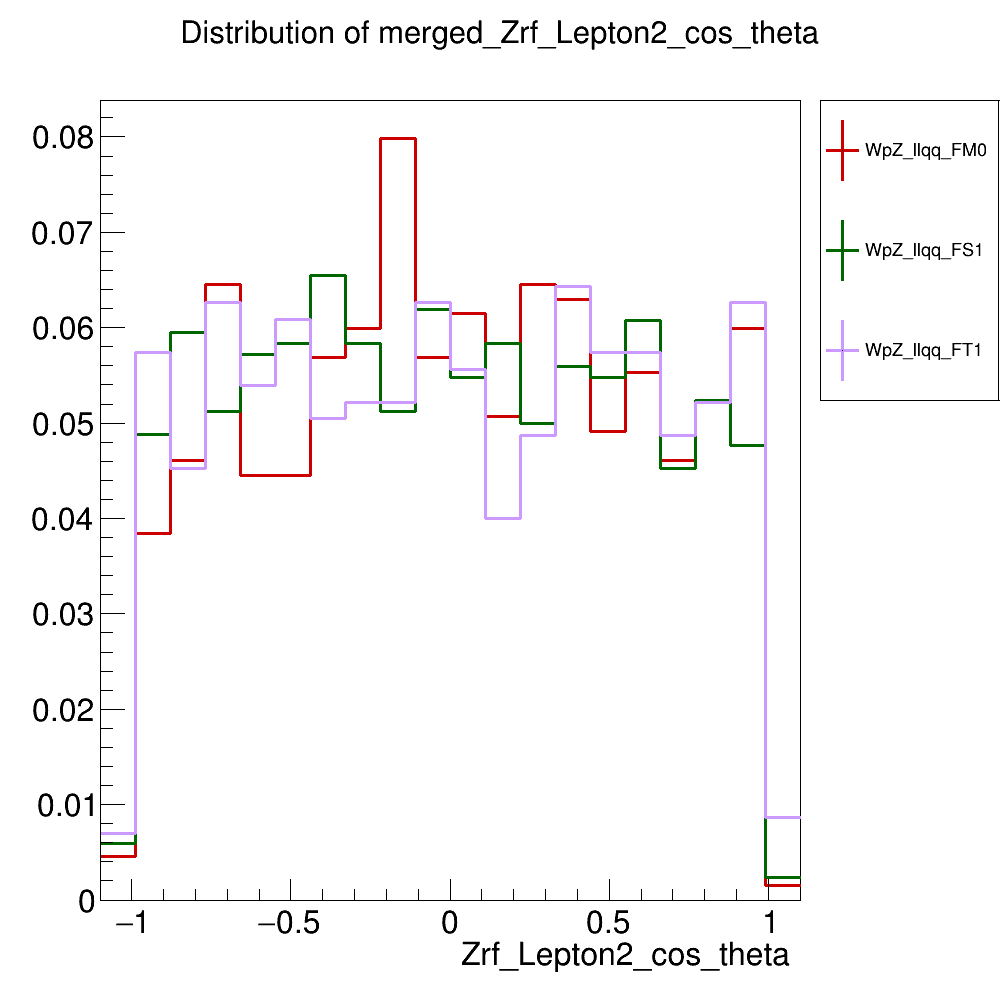 Distribution of merged_Zrf_Lepton2_cos_theta
0.08
0.07
0.06
0.05
0.04
0.03
0.02
0.01
0
−1
−0.5
0
0.5
1
Zrf_Lepton2_cos_theta
WpZ_llqq_FM0
WpZ_llqq_FS1
WpZ_llqq_FT1